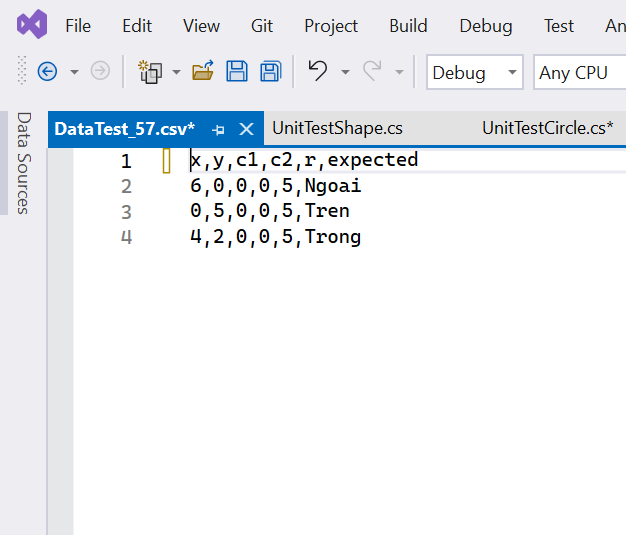 File Edit View Git Project Build Debug Test An
Debug Any CPU
Data Sources
DataTest_57.csv* UnitTestShape.cs UnitTestCircle.cs*
1 x,y,c1,c2,r,expected
2 6,0,0,0,5,Ngoai
3 0,5,0,0,5,Tren
4 4,2,0,0,5,Trong